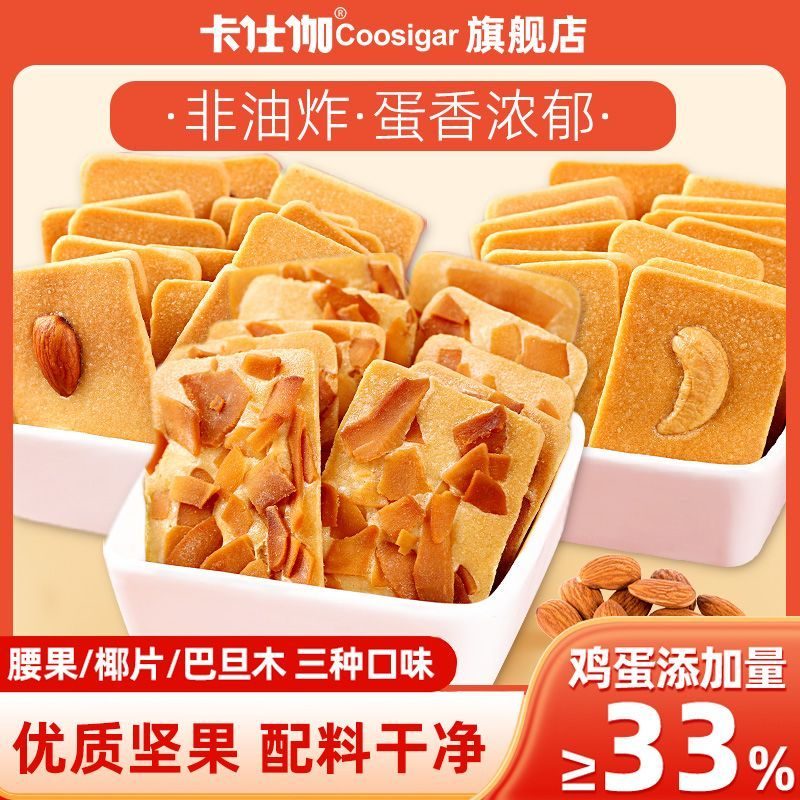 卡仕伽®Coosigar 旗舰店
·非油炸·蛋香浓郁·
腰果/椰片/巴旦木 三种口味
优质坚果 配料干净
鸡蛋添加量
≥33%